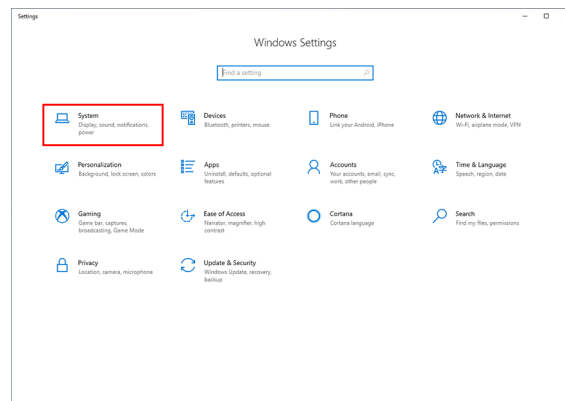 Settings
Windows Settings
Find a setting
System
Display, sound, notifications,
power
Devices
Bluetooth, printers, mouse
Phone
Link your Android, iPhone
Network & Internet
Wi-Fi, airplane mode, VPN
Personalization
Background, lock screen, colors
Apps
Uninstall, defaults, optional
features
Accounts
Your accounts, email, sync,
work, other people
Time & Language
Speech, region, date
Gaming
Game bar, captures,
broadcasting, Game Mode
Ease of Access
Narrator, magnifier, high
contrast
Cortana
Cortana language
Search
Find my files, permissions
Privacy
Location, camera, microphone
Update & Security
Windows Update, recovery,
backup